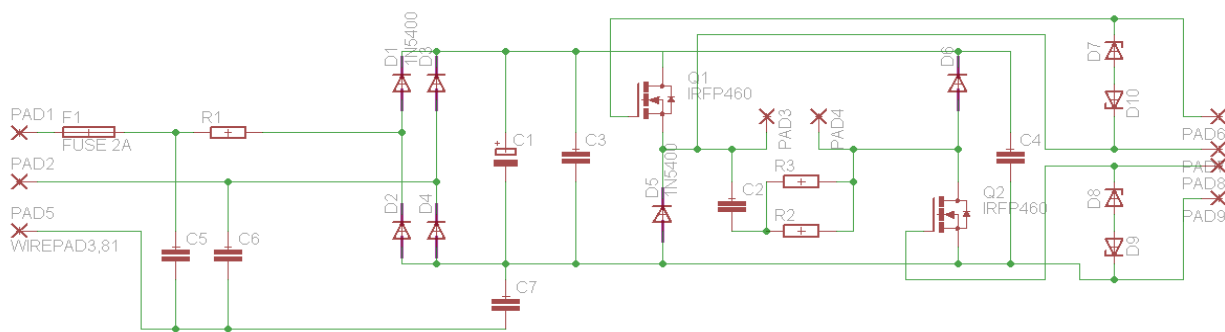 PAD1
F1
FUSE 2A
R1
PAD2
PAD5
WIREPAD3,81
C5
C6
D1
1N5400
D3
D2
D4
C1
C3
C7
Q1
IRFP460
D5
1N5400
PAD3
PAD4
C2
R3
R2
D6
Q2
IRFP460
C4
D7
D10
D8
D9
PAD6
PAD8
PAD9